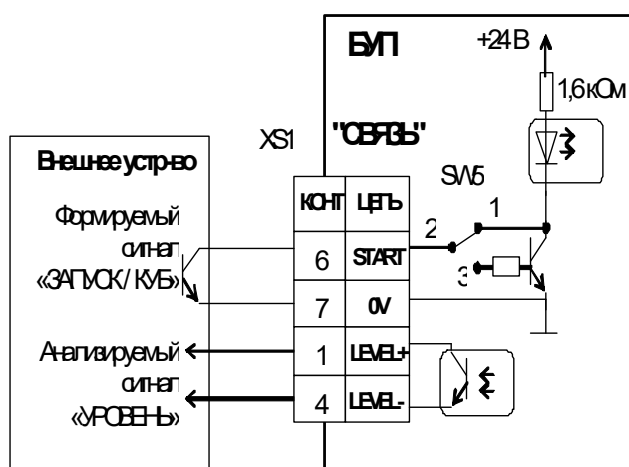 БУП
+24 В
1,6 кОм
"СВЯЗЬ"
XS1
SW5
Внешнее устр-во
КОНТ ЦЕПЬ
1
2
3
Формируемый
сигнал
«ЗАПУСК / КУБ»
6 START
7 0V
Анализируемый
сигнал
«УРОВЕНЬ»
1 LEVEL+
4 LEVEL-